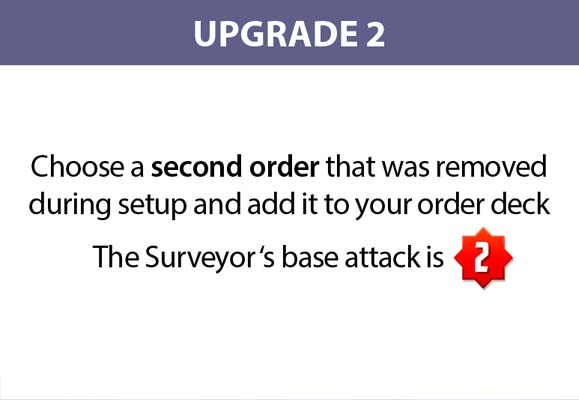 UPGRADE 2
Choose a second order that was removed
during setup and add it to your order deck
The Surveyor‘s base attack is 2